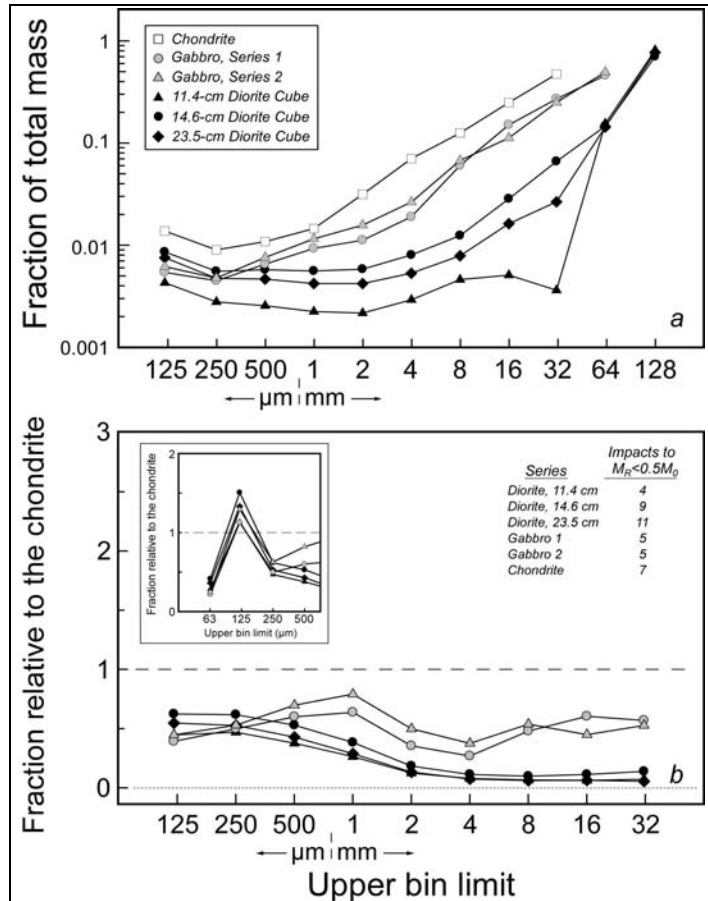 Fraction of total mass
1
0.1
0.01
0.001
Chondrite
Gabbro, Series 1
Gabbro, Series 2
11.4-cm Diorite Cube
14.6-cm Diorite Cube
23.5-cm Diorite Cube
a
125 250 500 1 2 4 8 16 32 64 128
← µm mm →
Fraction relative to the chondrite
3
2
1
0
Fraction relative to the chondrite
2
1
0
63 125 250 500
Upper bin limit (µm)
Impacts to
Series M_R<0.5M_0
Diorite, 11.4 cm 4
Diorite, 14.6 cm 9
Diorite, 23.5 cm 11
Gabbro 1 5
Gabbro 2 5
Chondrite 7
b
125 250 500 1 2 4 8 16 32
← µm mm →
Upper bin limit